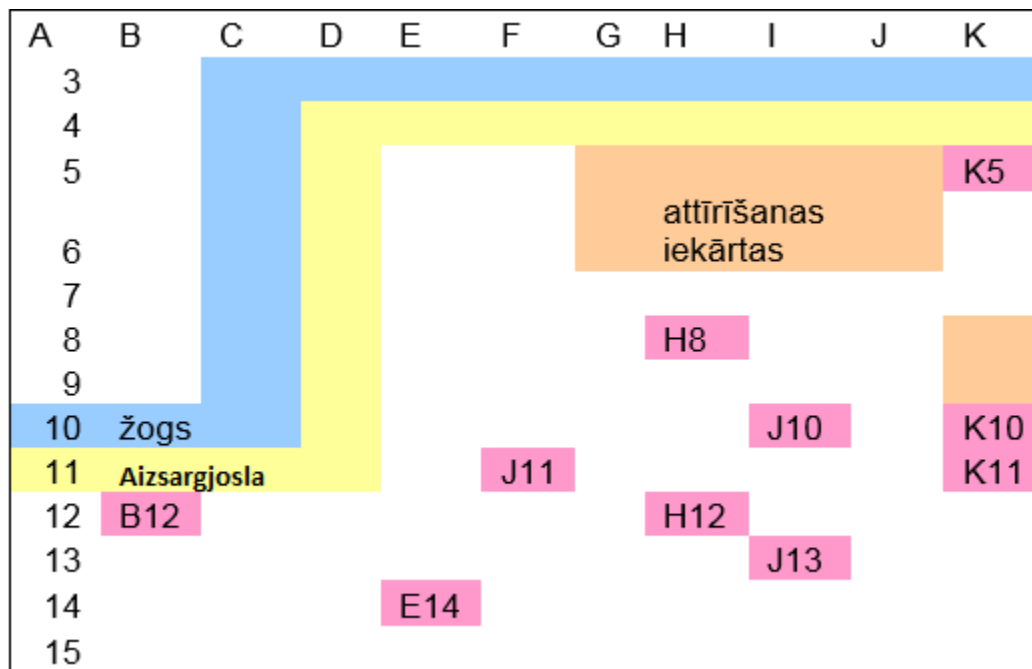 A B C D E F G H I J K
3
4
5 K5
attīrīšanas
6 iekārtas
7
8 H8
9
10 žogs J10 K10
11 Aizsargjosla J11 K11
12 B12 H12
13 J13
14 E14
15